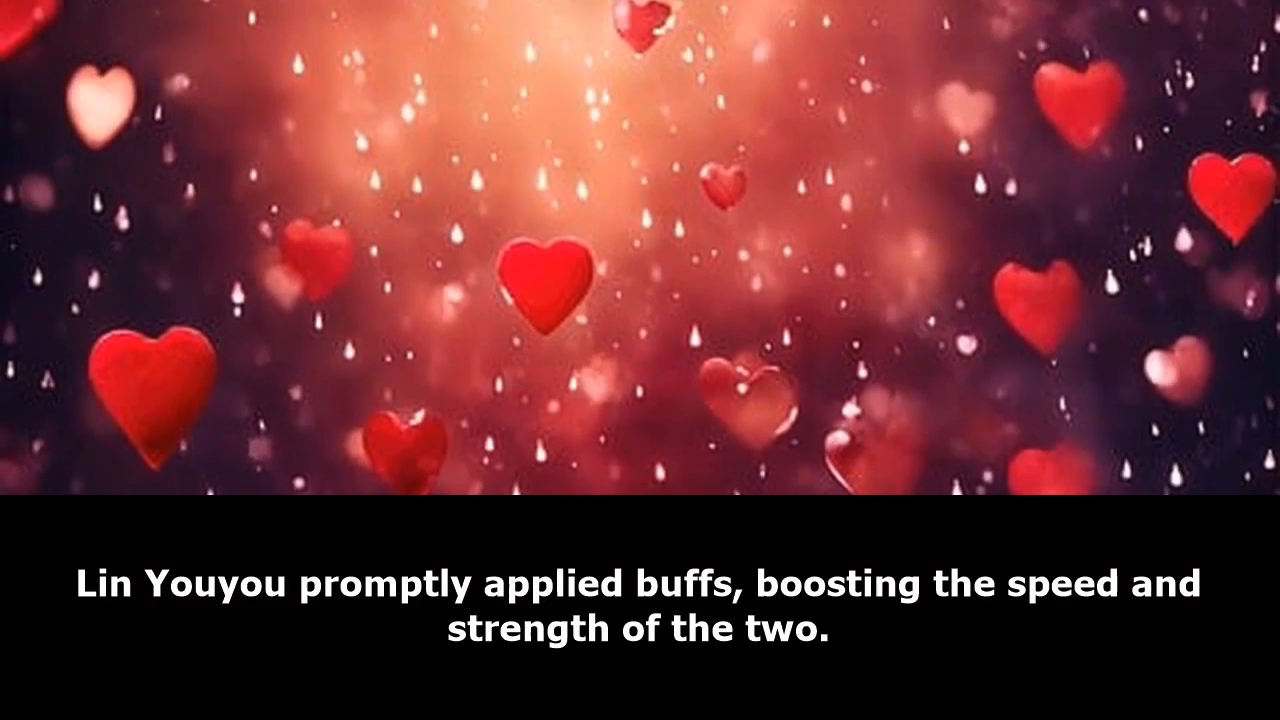 Lin Youyou promptly applied buffs, boosting the speed and
strength of the two.